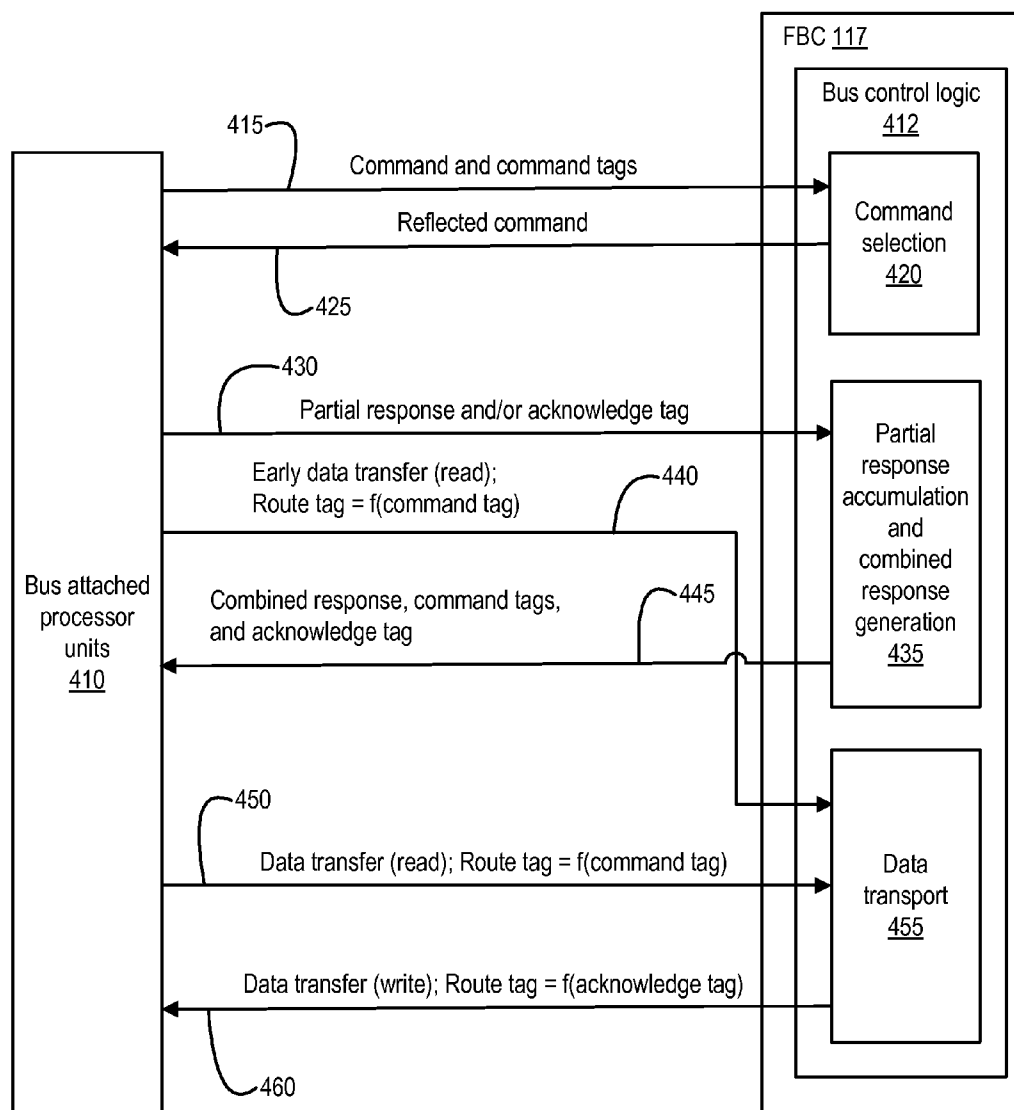 FBC 117
Bus control logic
412
415
Command and command tags
Reflected command
Command
selection
420
425
430
Partial response and/or acknowledge tag
Partial
response
accumulation
and
combined
response
generation
435
Early data transfer (read);
Route tag = f(command tag)
440
Bus attached
processor
units
410
Combined response, command tags,
and acknowledge tag
445
450
Data transfer (read); Route tag = f(command tag)
Data
transport
455
Data transfer (write); Route tag = f(acknowledge tag)
460